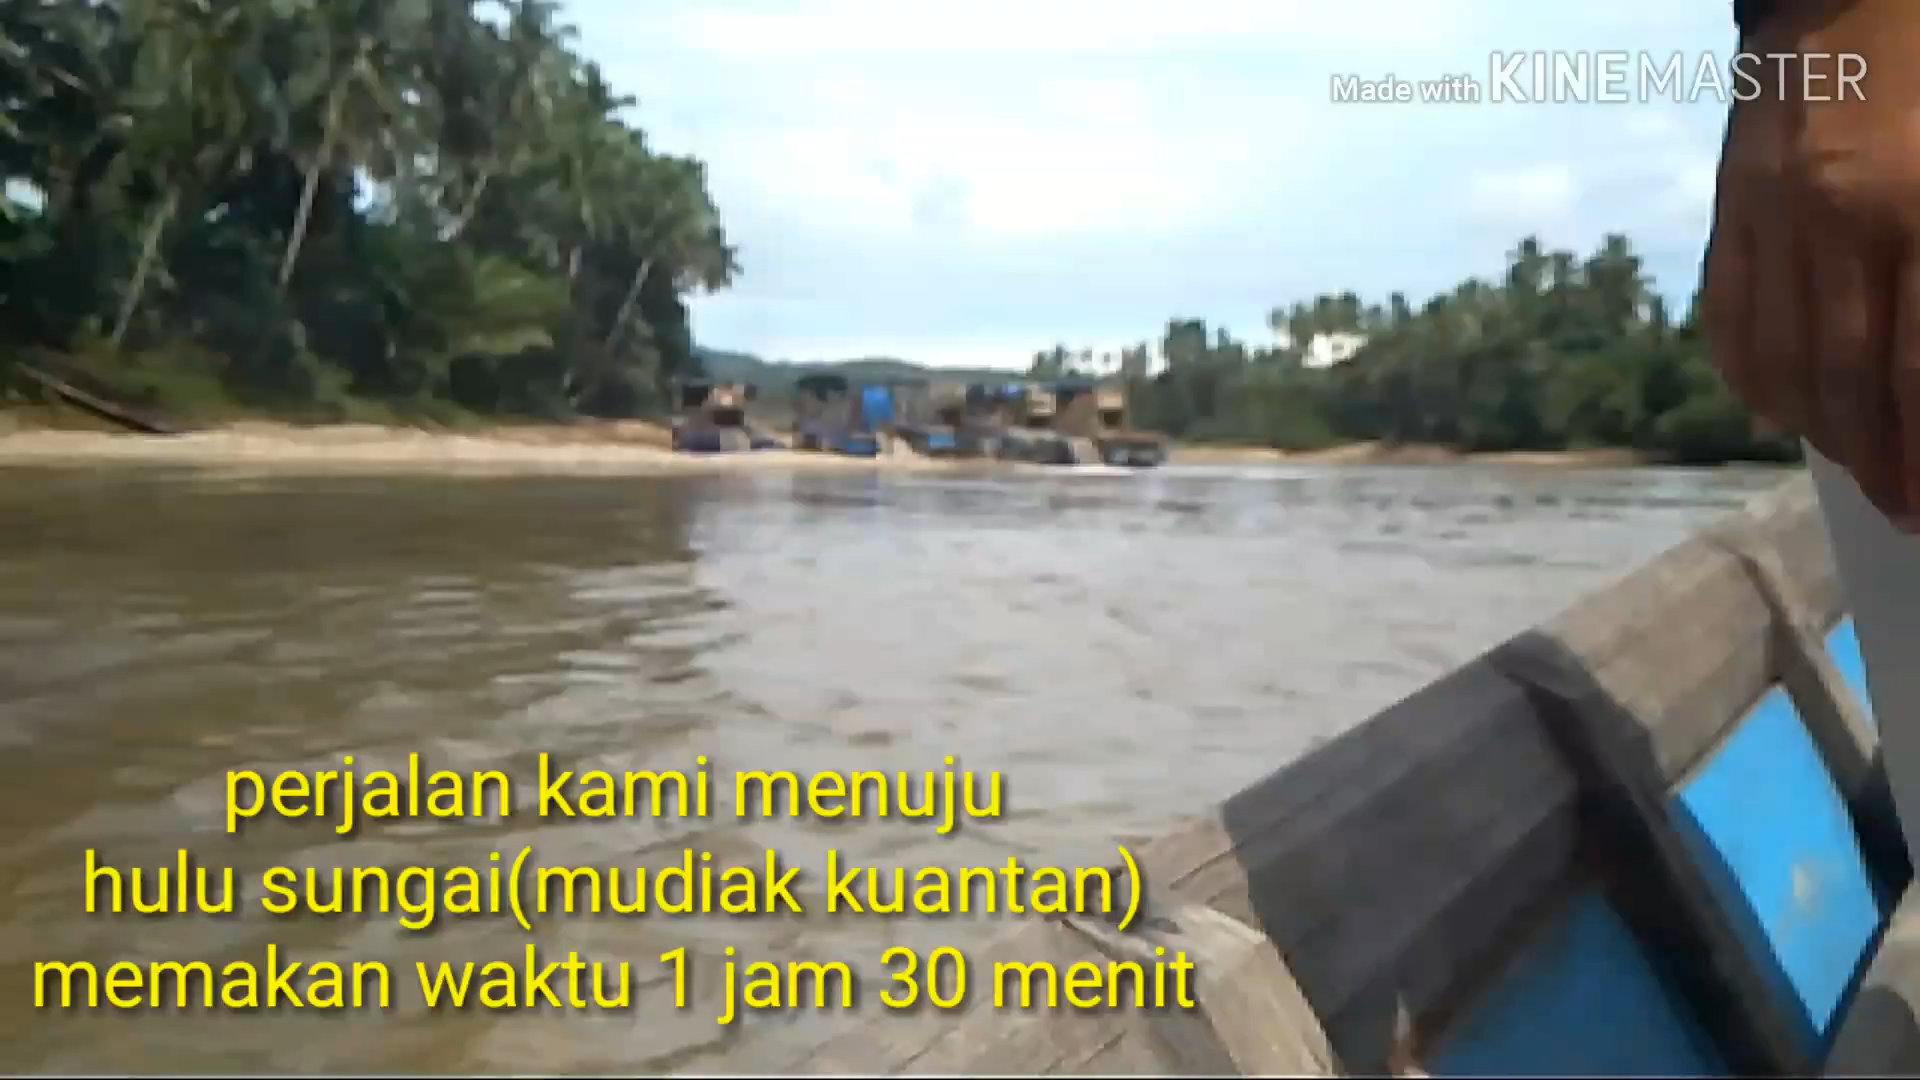 Made with KINEMASTER
perjalan kami menuju
hulu sungai(mudiak kuantan)
memakan waktu 1 jam 30 menit